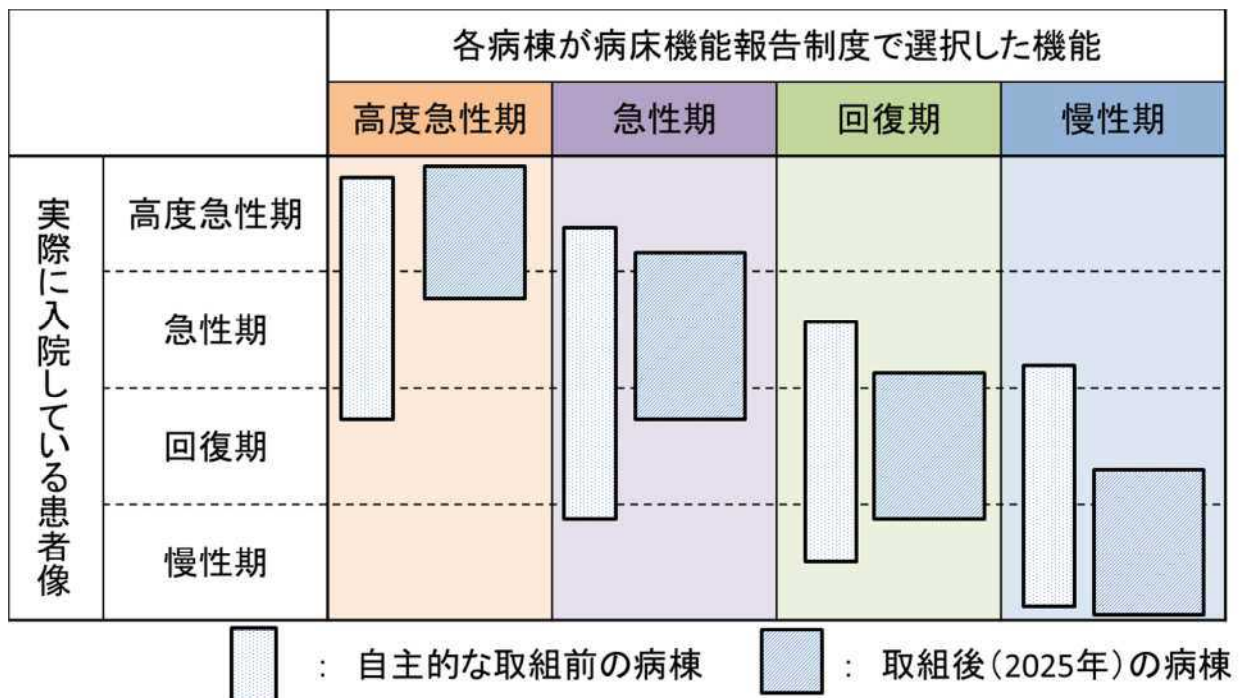 各病棟が病床機能報告制度で選択した機能
高度急性期
急性期
回復期
慢性期
実際に入院している患者像
高度急性期
急性期
回復期
慢性期
： 自主的な取組前の病棟
： 取組後（2025年）の病棟